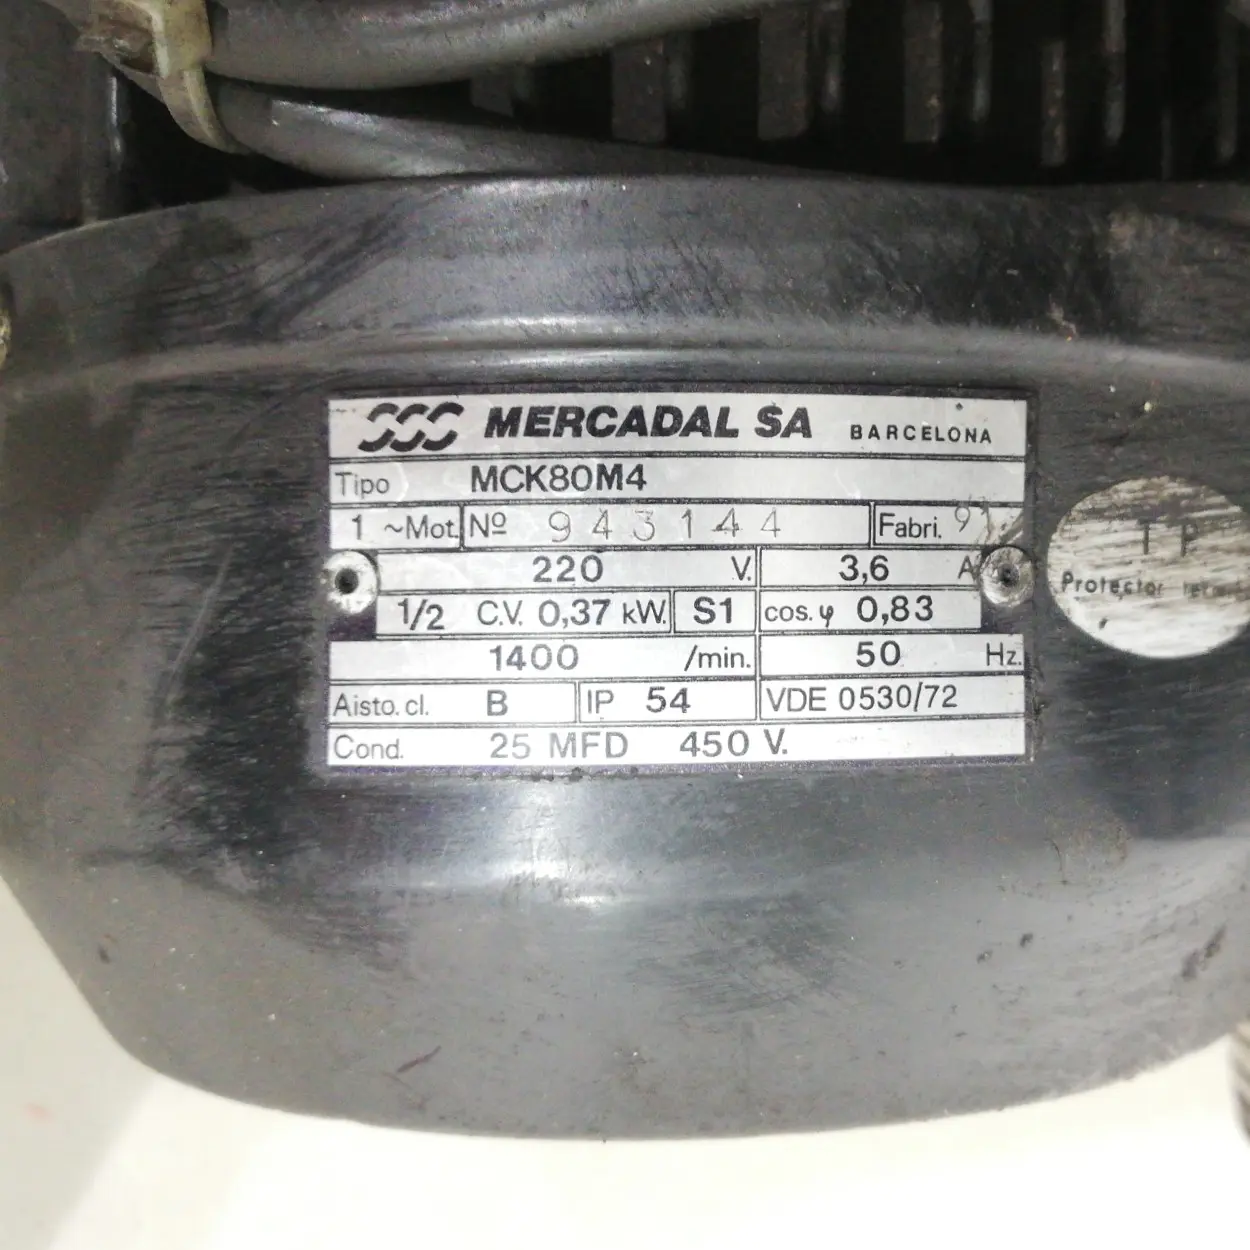 MERCADAL SA BARCELONA
Tipo MCK80M4
1 ~Mot. Nº 943144 Fabri.
220 V. 3,6 A
1/2 C.V. 0,37 kW. S1 cos. φ 0,83
1400 /min. 50 Hz.
Aisto. cl. B IP 54 VDE 0530/72
Cond. 25 MFD 450 V.
T P
Protector